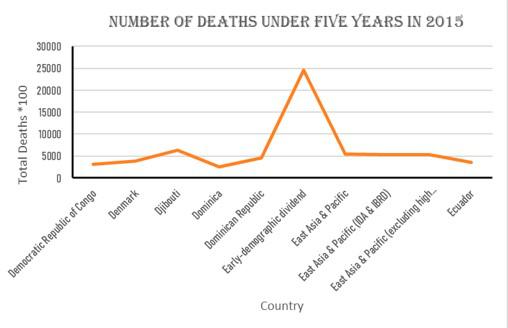 NUMBER OF DEATHS UNDER FIVE YEARS IN 2015
Total Deaths *100
30000
25000
20000
15000
10000
5000
0
Democratic Republic of Congo
Denmark
Djibouti
Dominica
Dominican Republic
Early-demographic dividend
East Asia & Pacific
East Asia & Pacific (IDA & IBRD)
East Asia & Pacific (excluding high...
Ecuador
Country